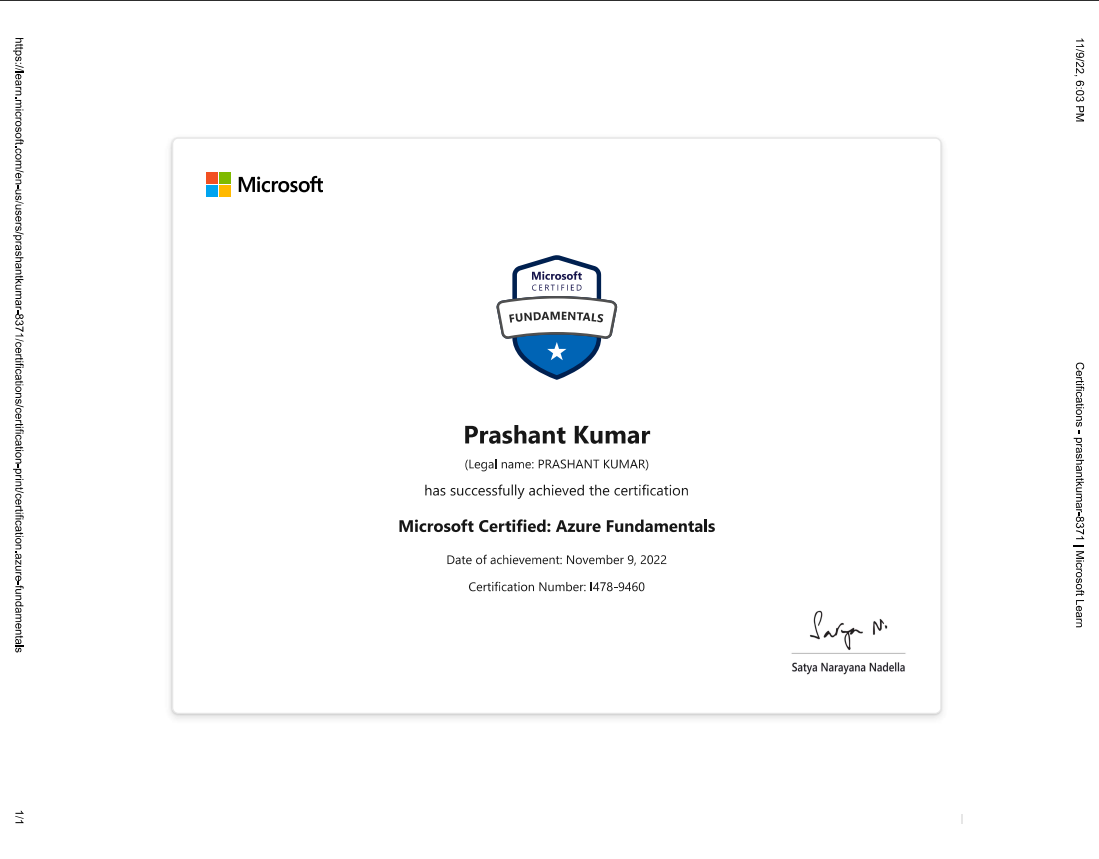 11/9/22, 6:03 PM
Certifications - prashantkumar-8371 | Microsoft Learn
Microsoft
Microsoft
CERTIFIED
FUNDAMENTALS
Prashant Kumar
(Legal name: PRASHANT KUMAR)
has successfully achieved the certification
Microsoft Certified: Azure Fundamentals
Date of achievement: November 9, 2022
Certification Number: I478-9460
Satya N.
Satya Narayana Nadella
https://learn.microsoft.com/en-us/users/prashantkumar-8371/certifications/certification-print/certification.azure-fundamentals
1/1